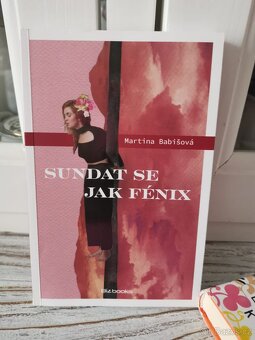 Martina Babišová
SUNDAT SE
JAK FÉNIX
Bizbooks